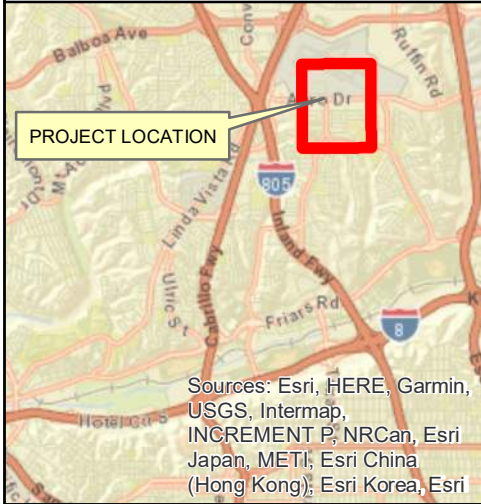 Balboa Ave
Conv
Ruffin Rd
Aero Dr
PROJECT LOCATION
Linda Vista Rd
805
Inland Fwy
Ulric St
Cabrillo Fwy
Friars Rd
8
Hotel Cir S
Sources: Esri, HERE, Garmin,
USGS, Intermap,
INCREMENT P, NRCan, Esri
Japan, METI, Esri China
(Hong Kong), Esri Korea, Esri